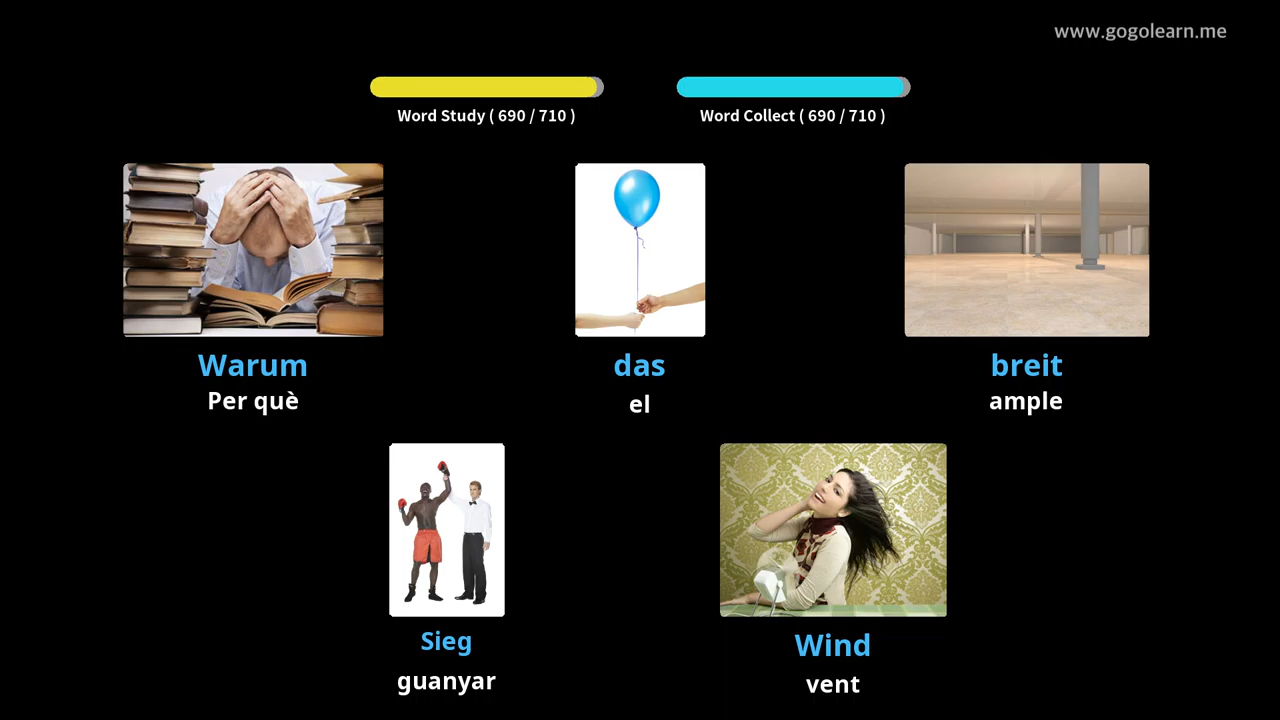 www.gogolearn.me
Word Study ( 690 / 710 )
Word Collect ( 690 / 710 )
Warum
Per què
das
el
breit
ample
Sieg
guanyar
Wind
vent